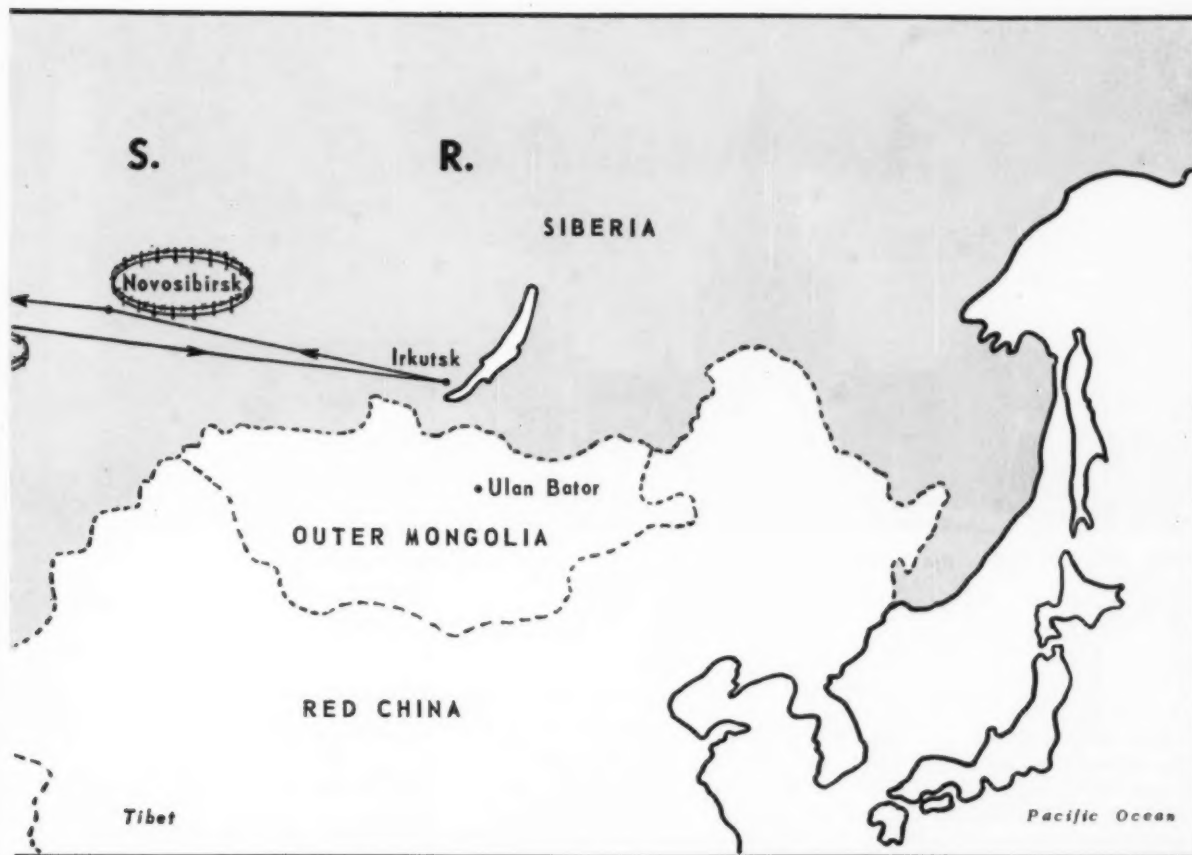 S. R.
SIBERIA
Novosibirsk
Irkutsk
Ulan Bator
OUTER MONGOLIA
RED CHINA
Tibet
Pacific Ocean